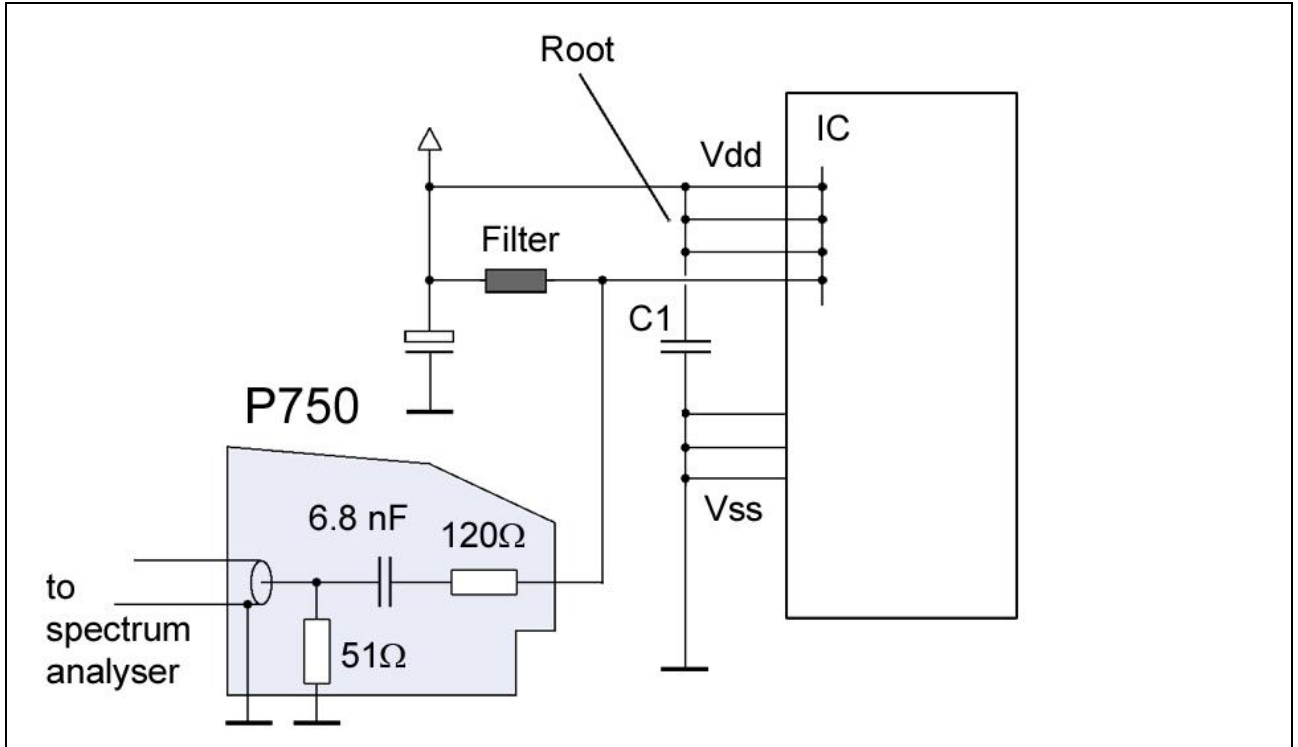 Root
IC
Vdd
Filter
C1
P750
6.8 nF
120Ω
Vss
to
spectrum
analyser
51Ω